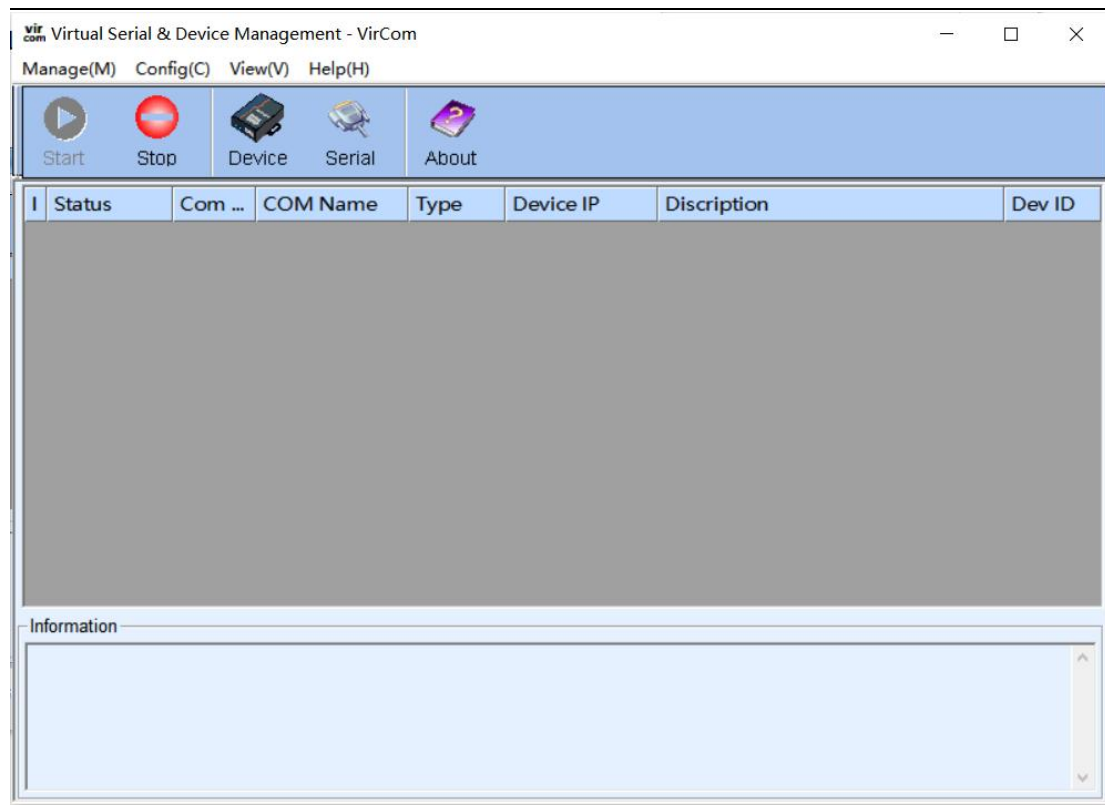 vir com Virtual Serial & Device Management - VirCom
Manage(M) Config(C) View(V) Help(H)
Start Stop Device Serial About
I Status Com ... COM Name Type Device IP Discription Dev ID
Information